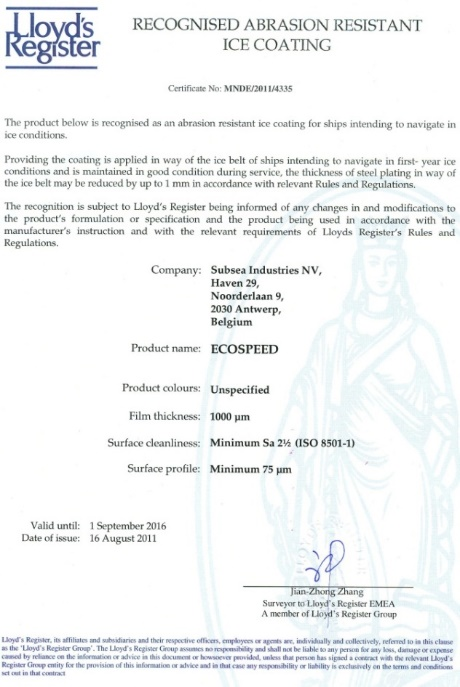 Lloyd's
Register
RECOGNISED ABRASION RESISTANT
ICE COATING
Certificate No: MNDE/2011/4335
The product below is recognised as an abrasion resistant ice coating for ships intending to navigate in
ice conditions.
Providing the coating is applied in way of the ice belt of ships intending to navigate in first- year ice
conditions and is maintained in good condition during service, the thickness of steel plating in way of
the ice belt may be reduced by up to 1 mm in accordance with relevant Rules and Regulations.
The recognition is subject to Lloyd's Register being informed of any changes in and modifications to
the product's formulation or specification and the product being used in accordance with the
manufacturer's instruction and with the relevant requirements of Lloyds Register's Rules and
Regulations.
Company: Subsea Industries NV,
Haven 29,
Noorderlaan 9,
2030 Antwerp,
Belgium
Product name: ECOSPEED
Product colours: Unspecified
Film thickness: 1000 µm
Surface cleanliness: Minimum Sa 2½ (ISO 8501-1)
Surface profile: Minimum 75 µm
Valid until: 1 September 2016
Date of issue: 16 August 2011
Jian-Zhong Zhang
Surveyor to Lloyd's Register EMEA
A member of Lloyd's Register Group
Lloyd's Register, its affiliates and subsidiaries and their respective officers, employees or agents are, individually and collectively, referred to in this clause
as the 'Lloyd's Register Group'. The Lloyd's Register Group assumes no responsibility and shall not be liable to any person for any loss, damage or expense
caused by reliance on the information or advice in this document or howsoever provided, unless that person has signed a contract with the relevant Lloyd's
Register Group entity for the provision of this information or advice and in that case any responsibility or liability is exclusively on the terms and conditions
set out in that contract